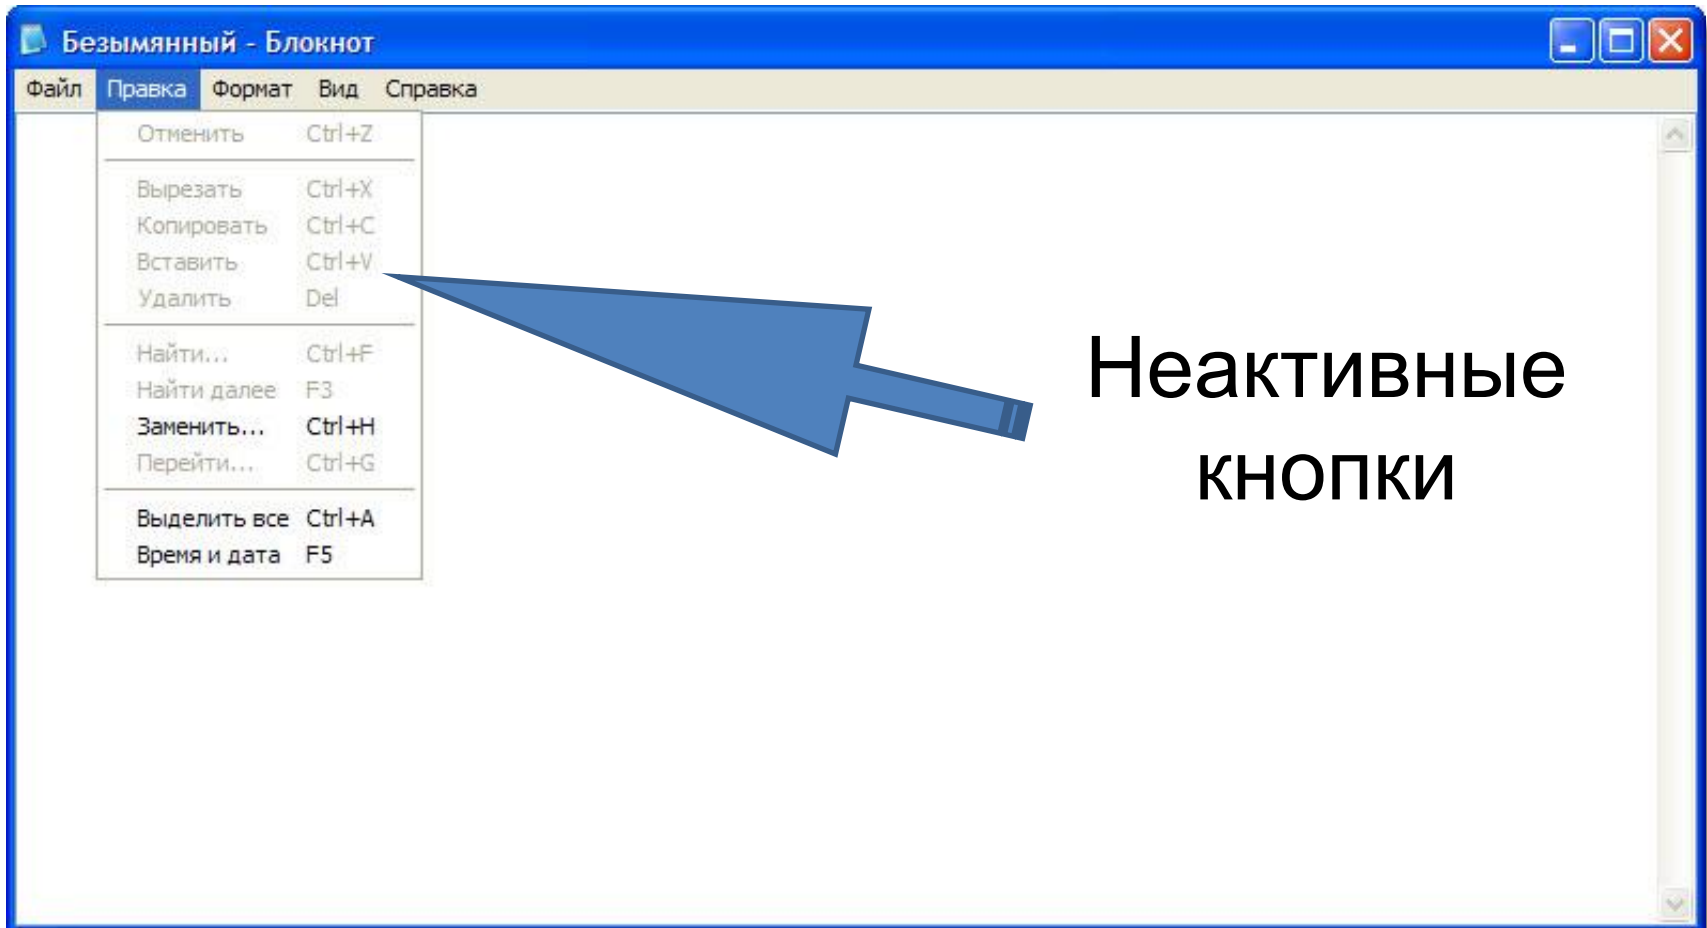 Безымянный - Блокнот
Файл Правка Формат Вид Справка
Отменить Ctrl+Z
Вырезать Ctrl+X
Копировать Ctrl+C
Вставить Ctrl+V
Удалить Del
Найти... Ctrl+F
Найти далее F3
Заменить... Ctrl+H
Перейти... Ctrl+G
Выделить все Ctrl+A
Время и дата F5
Неактивные
кнопки